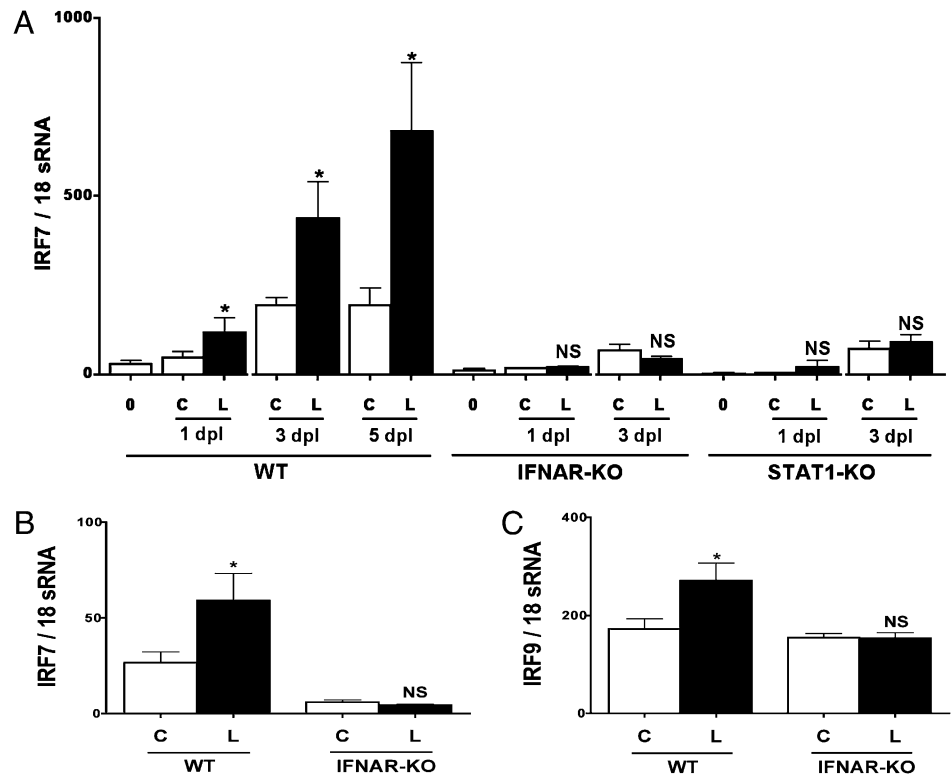 A
1000
500
0
IRF7 / 18 sRNA
* * *
NS NS NS NS
0 C L C L C L 0 C L C L 0 C L C L
1 dpl 3 dpl 5 dpl 1 dpl 3 dpl 1 dpl 3 dpl
WT IFNAR-KO STAT1-KO
B
100
50
0
IRF7 / 18 sRNA
*
NS
C L C L
WT IFNAR-KO
C
400
200
0
IRF9 / 18 sRNA
*
NS
C L C L
WT IFNAR-KO